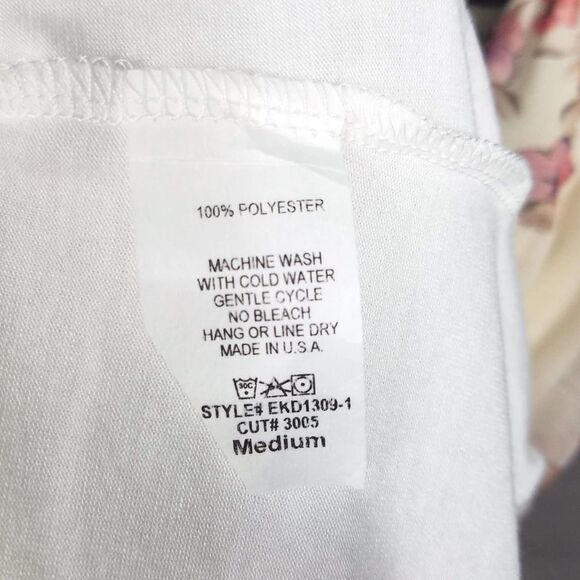 100% POLYESTER
MACHINE WASH
WITH COLD WATER
GENTLE CYCLE
NO BLEACH
HANG OR LINE DRY
MADE IN U.S.A.
30C
STYLE# EKD1309-1
CUT# 3005
Medium